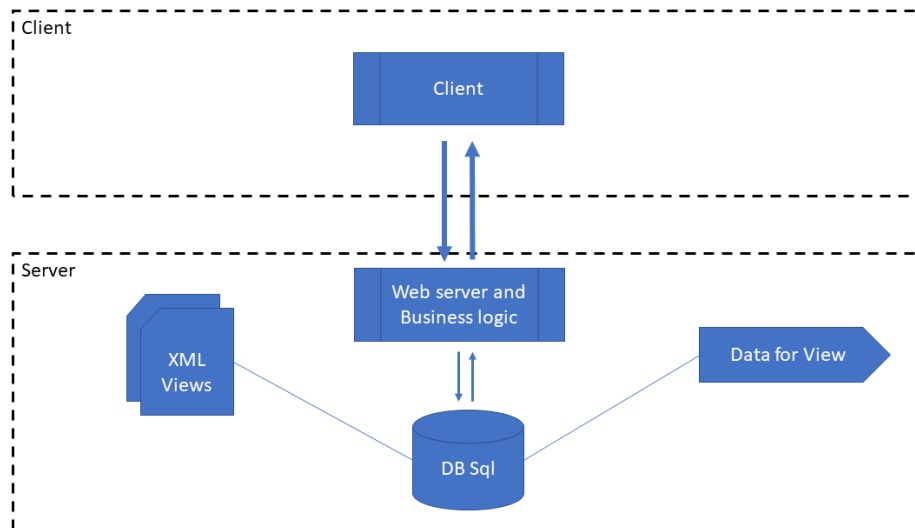 Client
Client
Server
Web server and
Business logic
XML
Views
Data for View
DB Sql